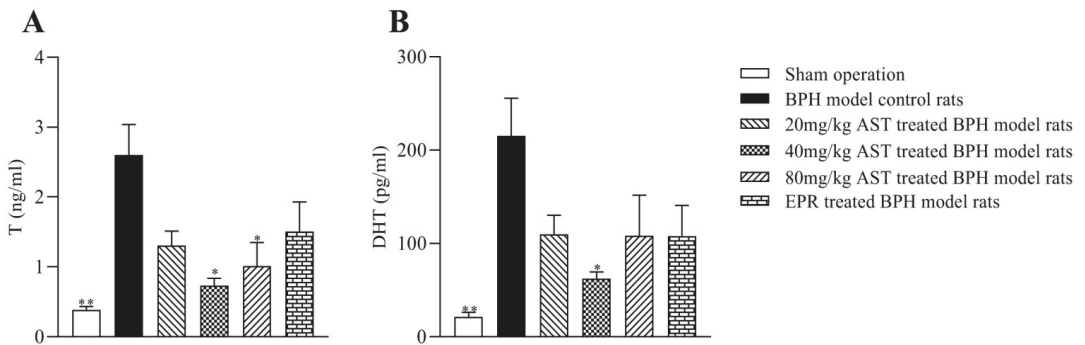 A
T (ng/ml)
4
3
2
1
0
**
*
*
B
DHT (pg/ml)
300
200
100
0
**
*
Sham operation
BPH model control rats
20mg/kg AST treated BPH model rats
40mg/kg AST treated BPH model rats
80mg/kg AST treated BPH model rats
EPR treated BPH model rats